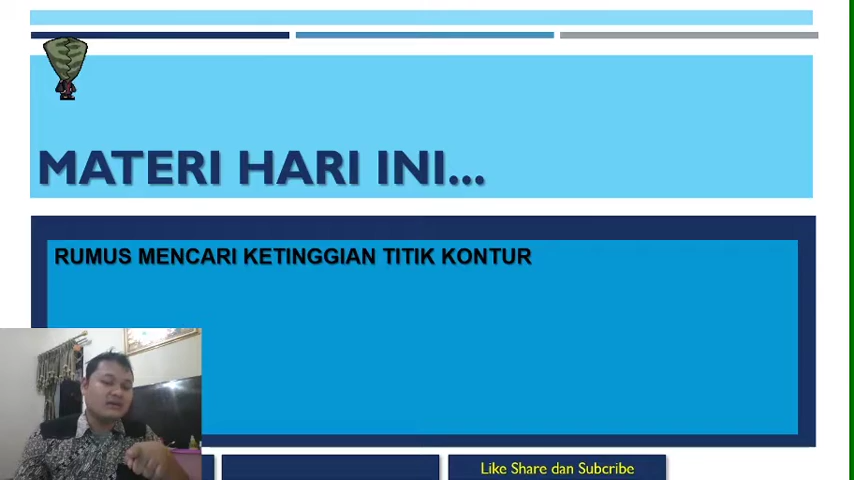 MATERI HARI INI...
RUMUS MENCARI KETINGGIAN TITIK KONTUR
Like Share dan Subcribe